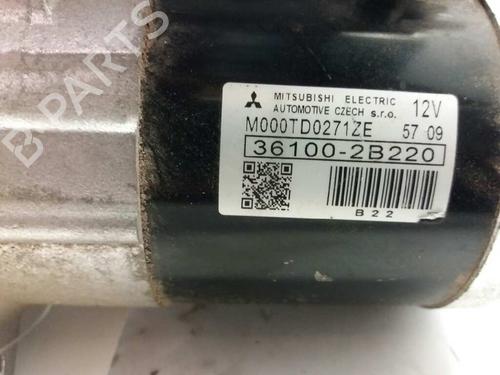 MITSUBISHI ELECTRIC
AUTOMOTIVE CZECH s.r.o. 12V
M000TD0271ZE 57 09
36100-2B220
B22
B-PARTS